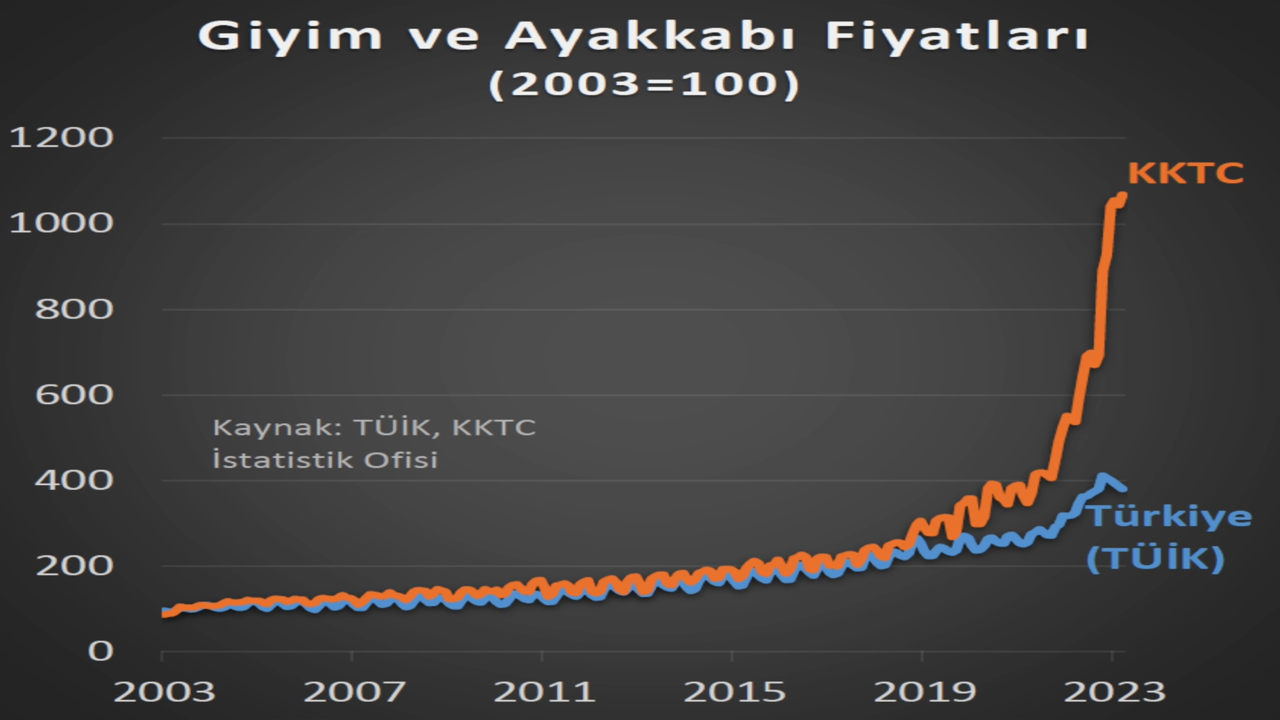 Giyim ve Ayakkabı Fiyatları
(2003=100)
1200
1000
800
600
400
200
0
KKTC
Kaynak: TÜİK, KKTC
İstatistik Ofisi
Türkiye
(TÜİK)
2003 2007 2011 2015 2019 2023